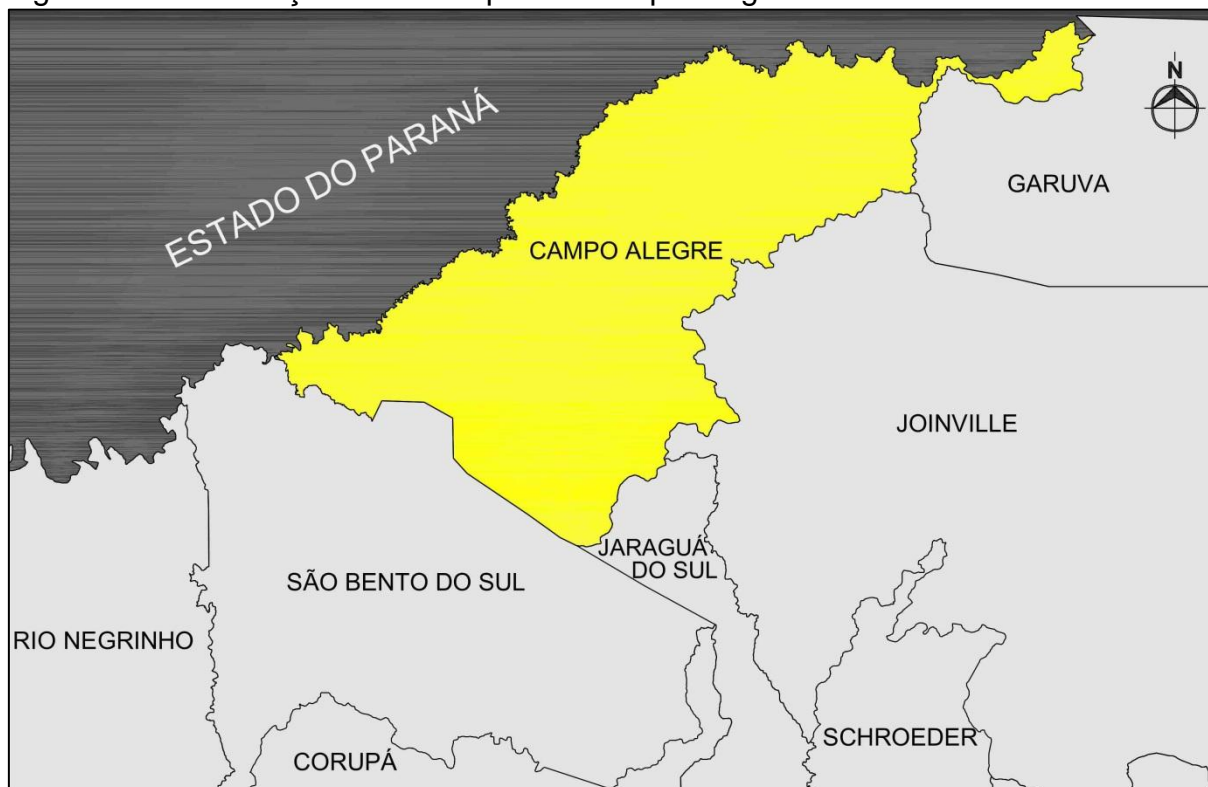 N
ESTADO DO PARANÁ
GARUVA
CAMPO ALEGRE
JOINVILLE
JARAGUÁ
DO SUL
SÃO BENTO DO SUL
RIO NEGRINHO
SCHROEDER
CORUPÁ